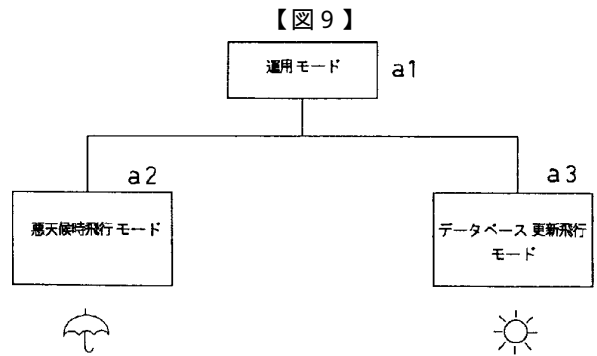 【図9】
運用モード
a1
a2
a3
悪天候時飛行モード
データベース更新飛行
モード